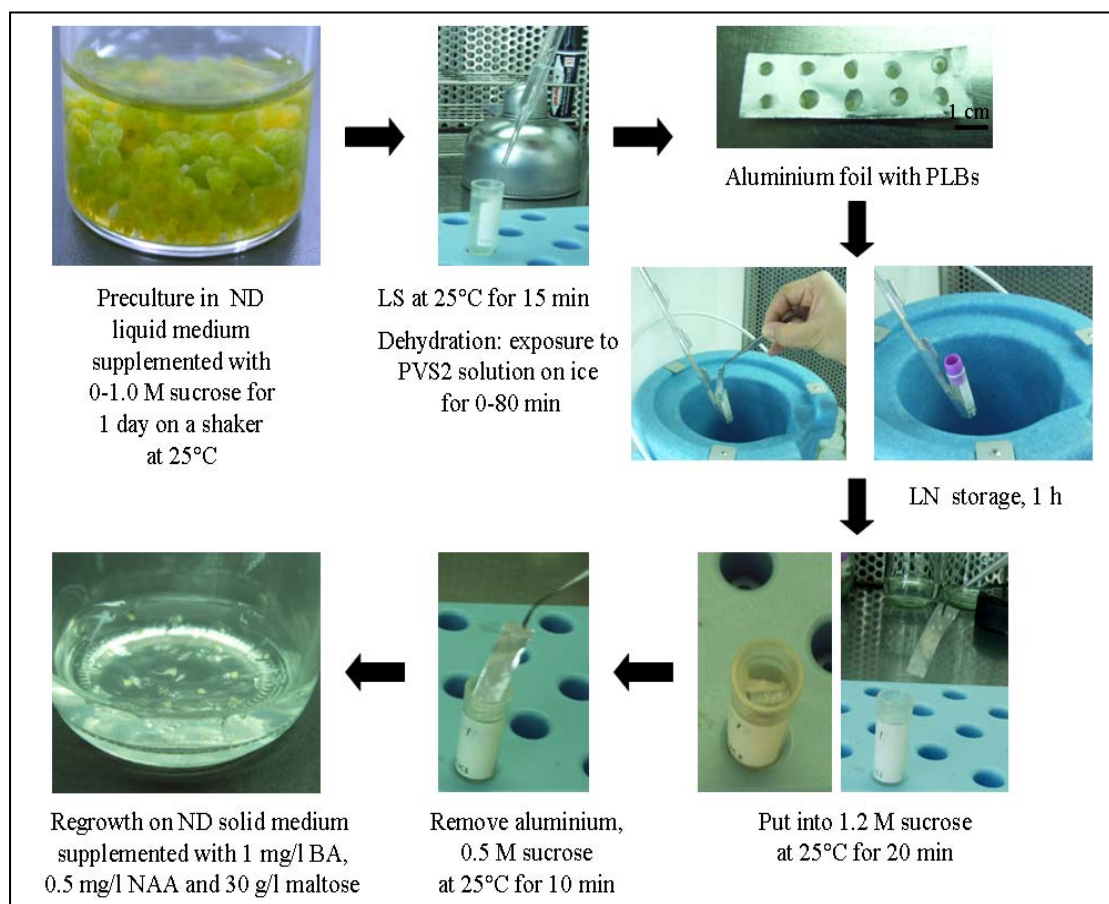 1 cm
Aluminium foil with PLBs
Preculture in ND
liquid medium
supplemented with
0-1.0 M sucrose for
1 day on a shaker
at 25°C
LS at 25°C for 15 min
Dehydration: exposure to
PVS2 solution on ice
for 0-80 min
LN storage, 1 h
Put into 1.2 M sucrose
at 25°C for 20 min
Remove aluminium,
0.5 M sucrose
at 25°C for 10 min
Regrowth on ND solid medium
supplemented with 1 mg/l BA,
0.5 mg/l NAA and 30 g/l maltose